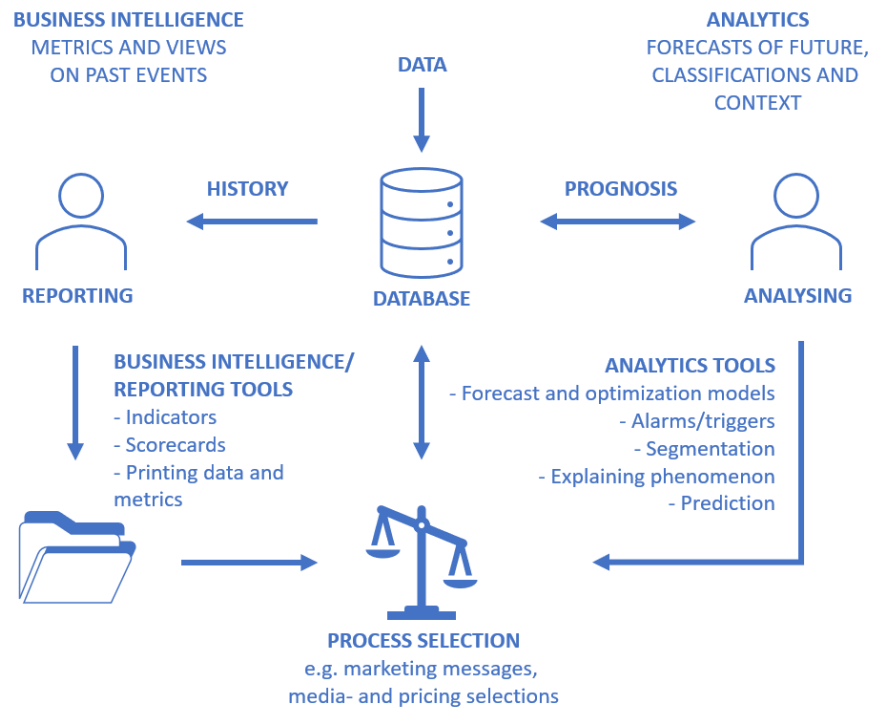 BUSINESS INTELLIGENCE
METRICS AND VIEWS
ON PAST EVENTS
DATA
ANALYTICS
FORECASTS OF FUTURE,
CLASSIFICATIONS AND
CONTEXT
HISTORY
PROGNOSIS
REPORTING
DATABASE
ANALYSING
BUSINESS INTELLIGENCE/
REPORTING TOOLS
- Indicators
- Scorecards
- Printing data and
metrics
ANALYTICS TOOLS
- Forecast and optimization models
- Alarms/triggers
- Segmentation
- Explaining phenomenon
- Prediction
PROCESS SELECTION
e.g. marketing messages,
media- and pricing selections